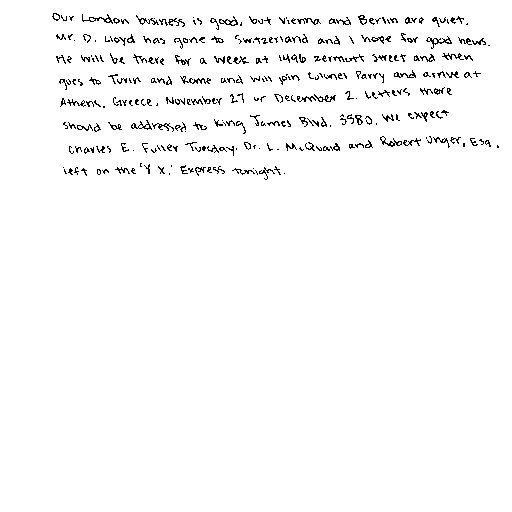 Our London business is good, but Vienna and Berlin are quiet.
Mr. D. Lloyd has gone to Switzerland and I hope for good news.
He will be there for a week at 1496 Zermott Street and then
goes to Turin and Rome and will join Colonel Parry and arrive at
Athens, Greece, November 27 or December 2. Letters there
should be addressed to King James Blvd. 3580. We expect
Charles E. Fuller Tuesday. Dr. L. McQuaid and Robert Unger, Esq.,
left on the 'Y X.' Express tonight.